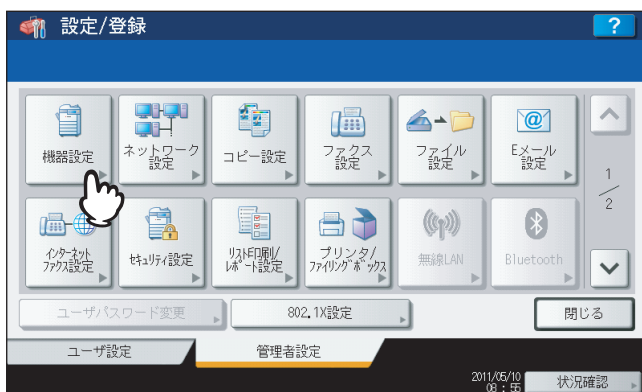 設定/登録
?
機器設定
ネットワーク
設定
コピー設定
ファクス
設定
ファイル
設定
Eメール
設定
1
2
インターネット
ファクス設定
セキュリティ設定
リスト印刷/
レポート設定
プリンタ/
ファイリングボックス
無線LAN
Bluetooth
ユーザパスワード変更
802.1X設定
閉じる
ユーザ設定
管理者設定
2011/05/10
08:55
状況確認